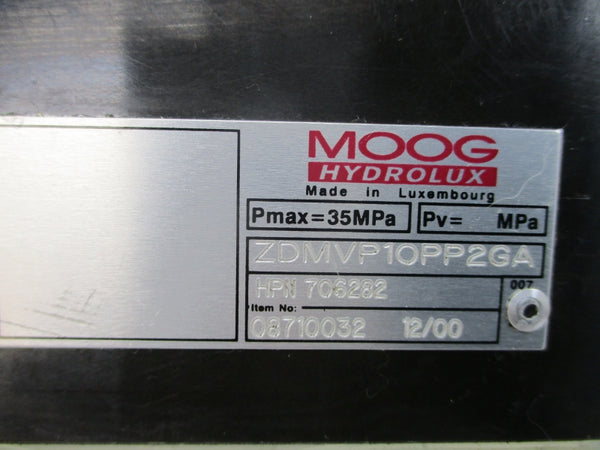 MOOG
HYDROLUX
Made in Luxembourg
Pmax=35MPa Pv= MPa
ZDMVP10PP2GA
HPN 706282
007
Item No:
08710032 12/00